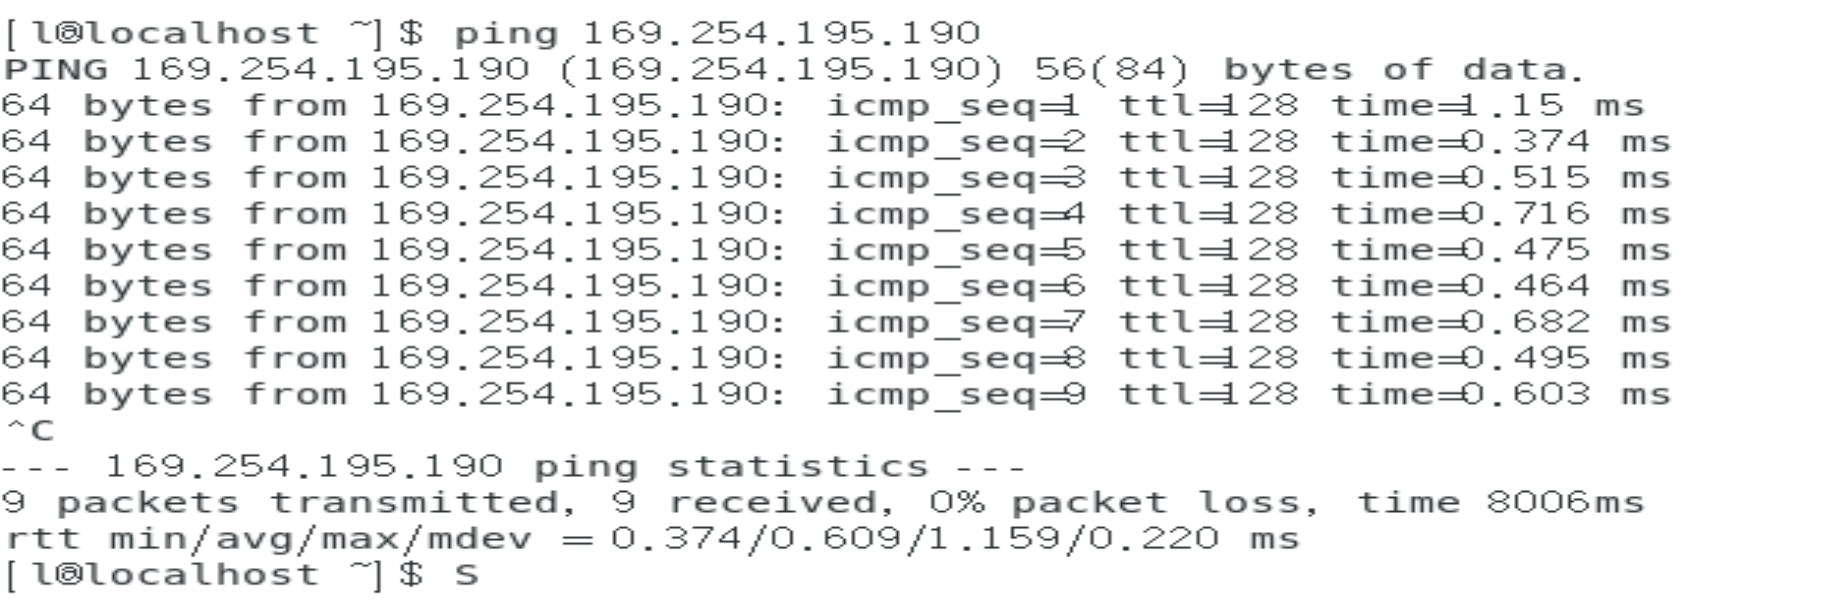 [l@localhost ~]$ ping 169.254.195.190
PING 169.254.195.190 (169.254.195.190) 56(84) bytes of data.
64 bytes from 169.254.195.190: icmp_seq=1 ttl=128 time=1.15 ms
64 bytes from 169.254.195.190: icmp_seq=2 ttl=128 time=0.374 ms
64 bytes from 169.254.195.190: icmp_seq=3 ttl=128 time=0.515 ms
64 bytes from 169.254.195.190: icmp_seq=4 ttl=128 time=0.716 ms
64 bytes from 169.254.195.190: icmp_seq=5 ttl=128 time=0.475 ms
64 bytes from 169.254.195.190: icmp_seq=6 ttl=128 time=0.464 ms
64 bytes from 169.254.195.190: icmp_seq=7 ttl=128 time=0.682 ms
64 bytes from 169.254.195.190: icmp_seq=8 ttl=128 time=0.495 ms
64 bytes from 169.254.195.190: icmp_seq=9 ttl=128 time=0.603 ms
^C
--- 169.254.195.190 ping statistics ---
9 packets transmitted, 9 received, 0% packet loss, time 8006ms
rtt min/avg/max/mdev = 0.374/0.609/1.159/0.220 ms
[l@localhost ~]$ S